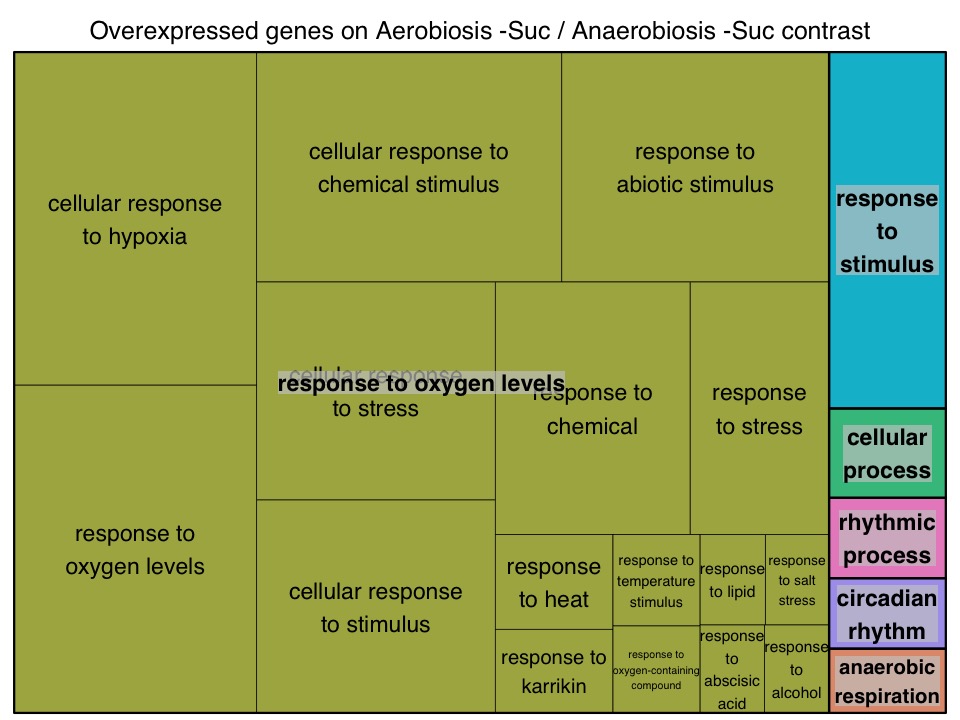 Overexpressed genes on Aerobiosis -Suc / Anaerobiosis -Suc contrast
cellular response
to hypoxia
cellular response to
chemical stimulus
response to
abiotic stimulus
response
to
stimulus
cellular response
to stress
response to oxygen levels
response to
chemical
response
to stress
cellular
process
response to
oxygen levels
cellular response
to stimulus
response
to heat
response to
temperature
stimulus
response
to lipid
response
to salt
stress
rhythmic
process
circadian
rhythm
response to
karrikin
response to
oxygen-containing
compound
response
to
abscisic
acid
response
to
alcohol
anaerobic
respiration